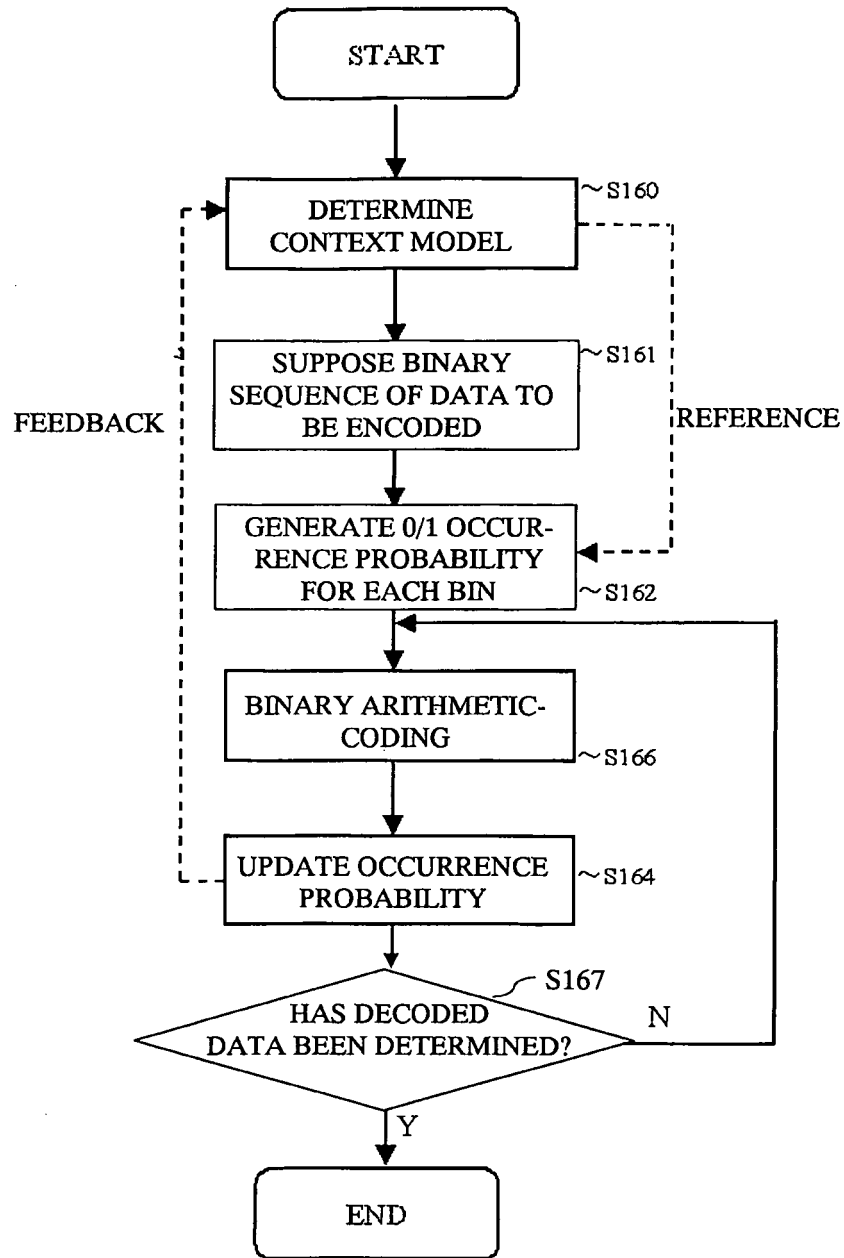 START
DETERMINE
CONTEXT MODEL
~S160
SUPPOSE BINARY
SEQUENCE OF DATA TO
BE ENCODED
~S161
FEEDBACK
REFERENCE
GENERATE 0/1 OCCUR-
RENCE PROBABILITY
FOR EACH BIN
~S162
BINARY ARITHMETIC-
CODING
~S166
UPDATE OCCURRENCE
PROBABILITY
~S164
S167
HAS DECODED
DATA BEEN DETERMINED?
N
Y
END